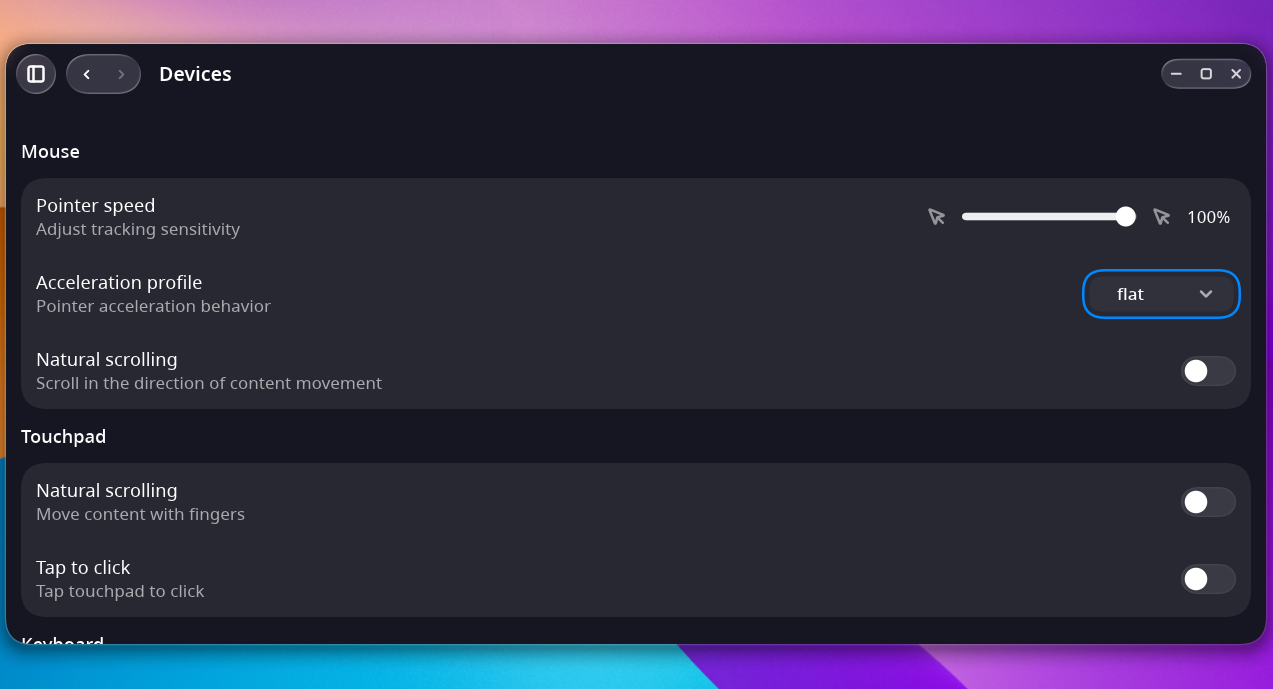 Devices
Mouse
Pointer speed
Adjust tracking sensitivity
100%
Acceleration profile
Pointer acceleration behavior
flat
Natural scrolling
Scroll in the direction of content movement
Touchpad
Natural scrolling
Move content with fingers
Tap to click
Tap touchpad to click
Keyboard